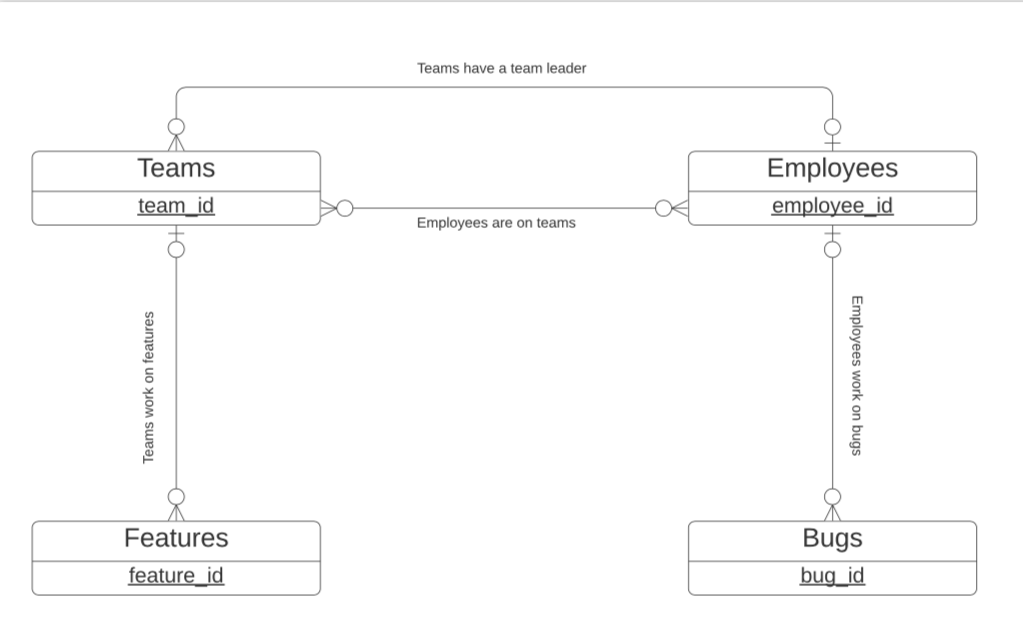 Teams have a team leader
Teams
team_id
Employees
employee_id
Employees are on teams
Teams work on features
Employees work on bugs
Features
feature_id
Bugs
bug_id